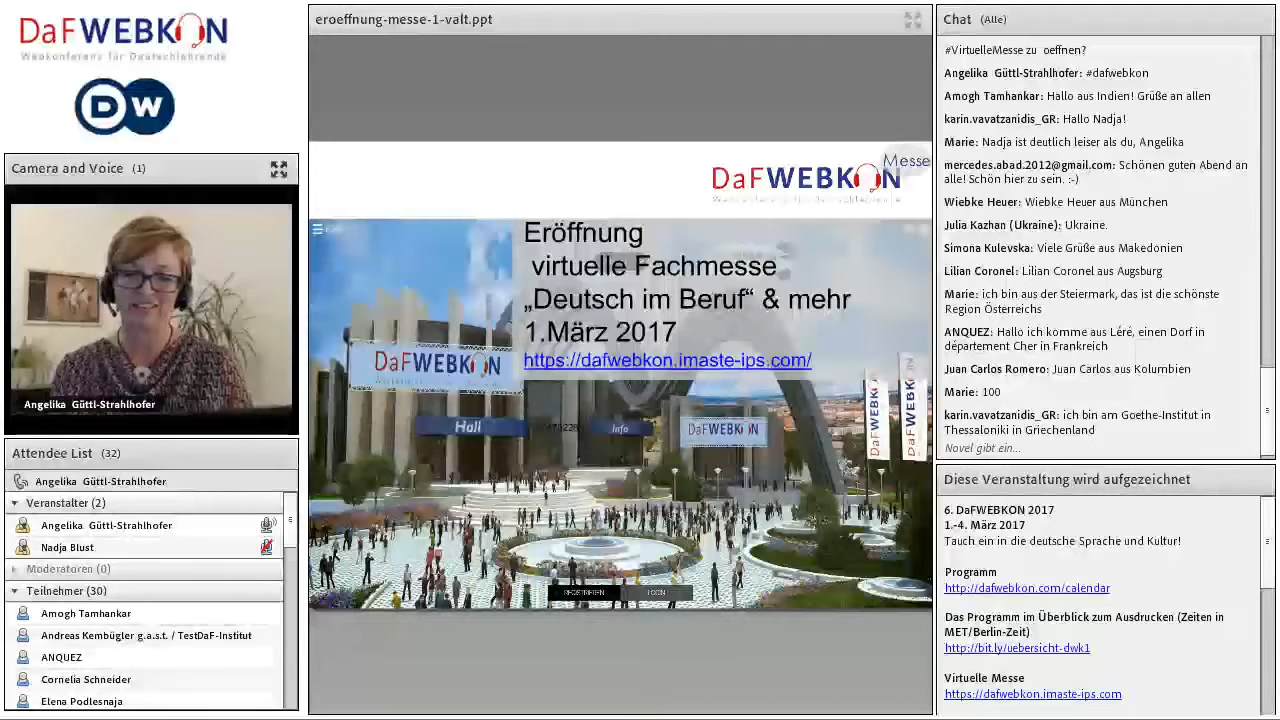 DaFWEBKON
Webkonferenz für Deutschlehrende
DW
Camera and Voice (1)
Angelika Güttl-Strahlhofer
Attendee List (32)
Angelika Güttl-Strahlhofer
Veranstalter (2)
Angelika Güttl-Strahlhofer
Nadja Blust
Moderatoren (0)
Teilnehmer (30)
Amogh Tamhankar
Andreas Kembügler g.a.s.t. / TestDaF-Institut
ANQUEZ
Cornelia Schneider
Elena Podlesnaja
eroeffnung-messe-1-valt.ppt
Messe
DaFWEBKON
Eröffnung
virtuelle Fachmesse
„Deutsch im Beruf“ & mehr
1.März 2017
https://dafwebkon.imaste-ips.com/
DaFWEBKON
Hall
Info
DaFWEBKON
DaFWEBKON
DaFWEBKON
REGISTRIEREN
LOGIN
Chat (Alle)
#VirtuelleMesse zu oeffnen?
Angelika Güttl-Strahlhofer: #dafwebkon
Amogh Tamhankar: Hallo aus Indien! Grüße an allen
karin.vavatzanidis_GR: Hallo Nadja!
Marie: Nadja ist deutlich leiser als du, Angelika
mercedes.abad.2012@gmail.com: Schönen guten Abend an
alle! Schön hier zu sein. :-)
Wiebke Heuer: Wiebke Heuer aus München
Julia Kazhan (Ukraine): Ukraine.
Simona Kulevska: Viele Grüße aus Makedonien
Lilian Coronel: Lilian Coronel aus Augsburg
Marie: ich bin aus der Steiermark, das ist die schönste
Region Österreichs
ANQUEZ: Hallo ich komme aus Léré, einen Dorf in
département Cher in Frankreich
Juan Carlos Romero: Juan Carlos aus Kolumbien
Marie: 100
karin.vavatzanidis_GR: ich bin am Goethe-Institut in
Thessaloniki in Griechenland
Novel gibt ein...
Diese Veranstaltung wird aufgezeichnet
6. DaFWEBKON 2017
1.-4. März 2017
Tauch ein in die deutsche Sprache und Kultur!
Programm
http://dafwebkon.com/calendar
Das Programm im Überblick zum Ausdrucken (Zeiten in
MET/Berlin-Zeit)
http://bit.ly/uebersicht-dwk1
Virtuelle Messe
https://dafwebkon.imaste-ips.com